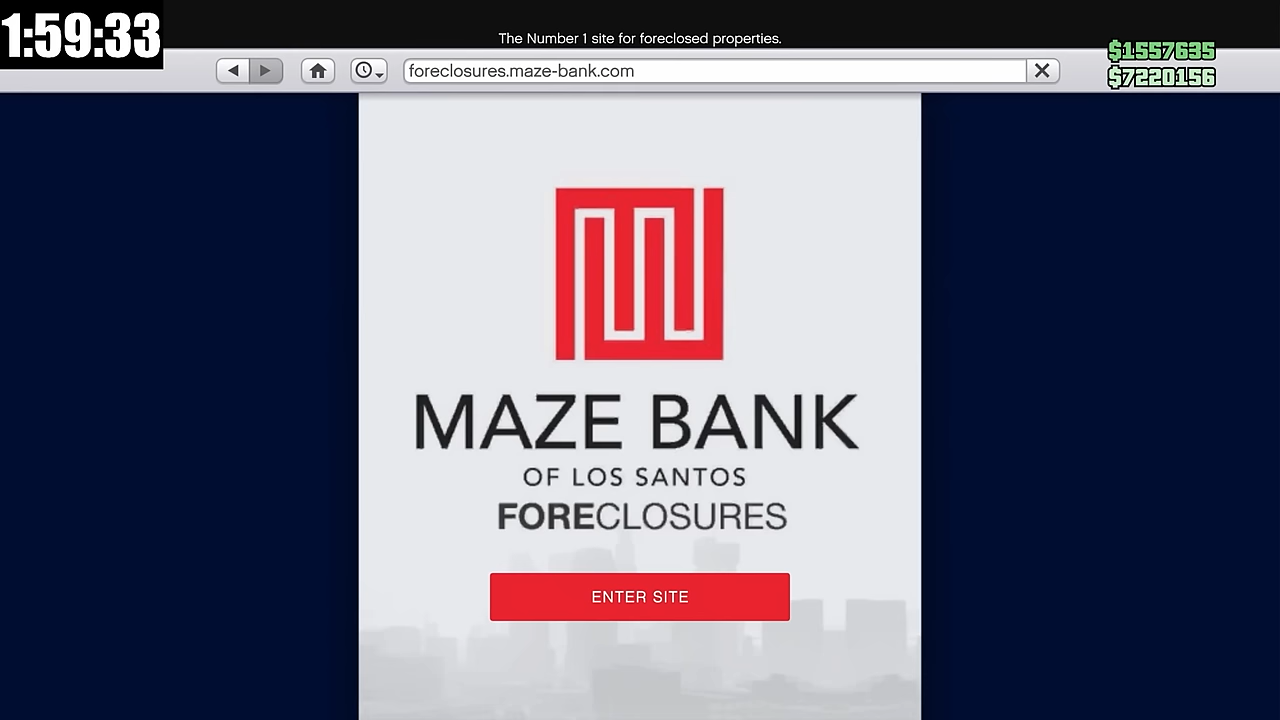 1:59:33
The Number 1 site for foreclosed properties.
foreclosures.maze-bank.com
$1557635
$7220156
MAZE BANK
OF LOS SANTOS
FORECLOSURES
ENTER SITE